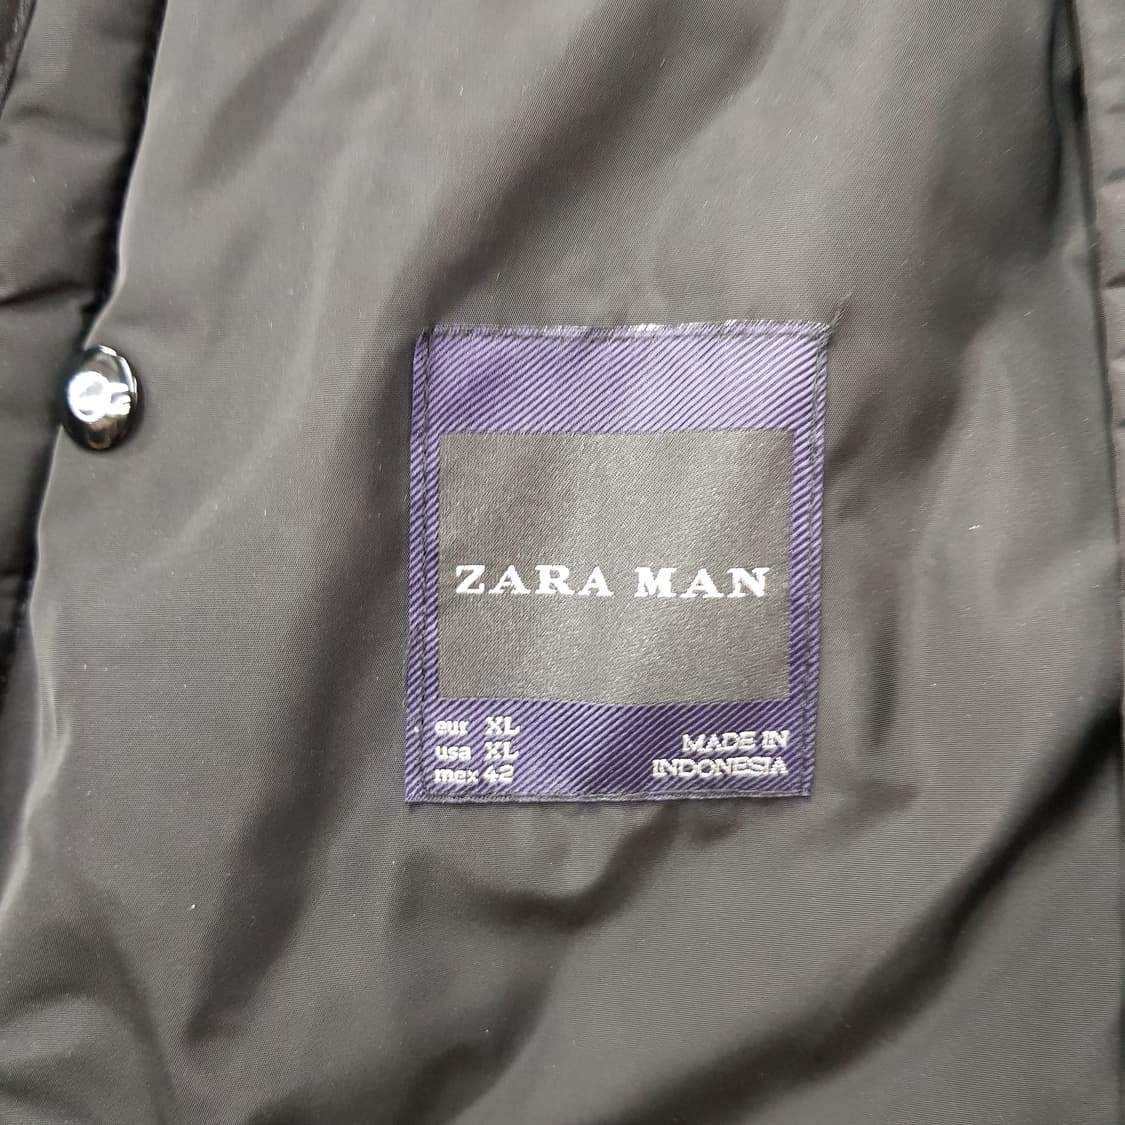 ZARA MAN
eur XL
usa XL
mex 42
MADE IN
INDONESIA